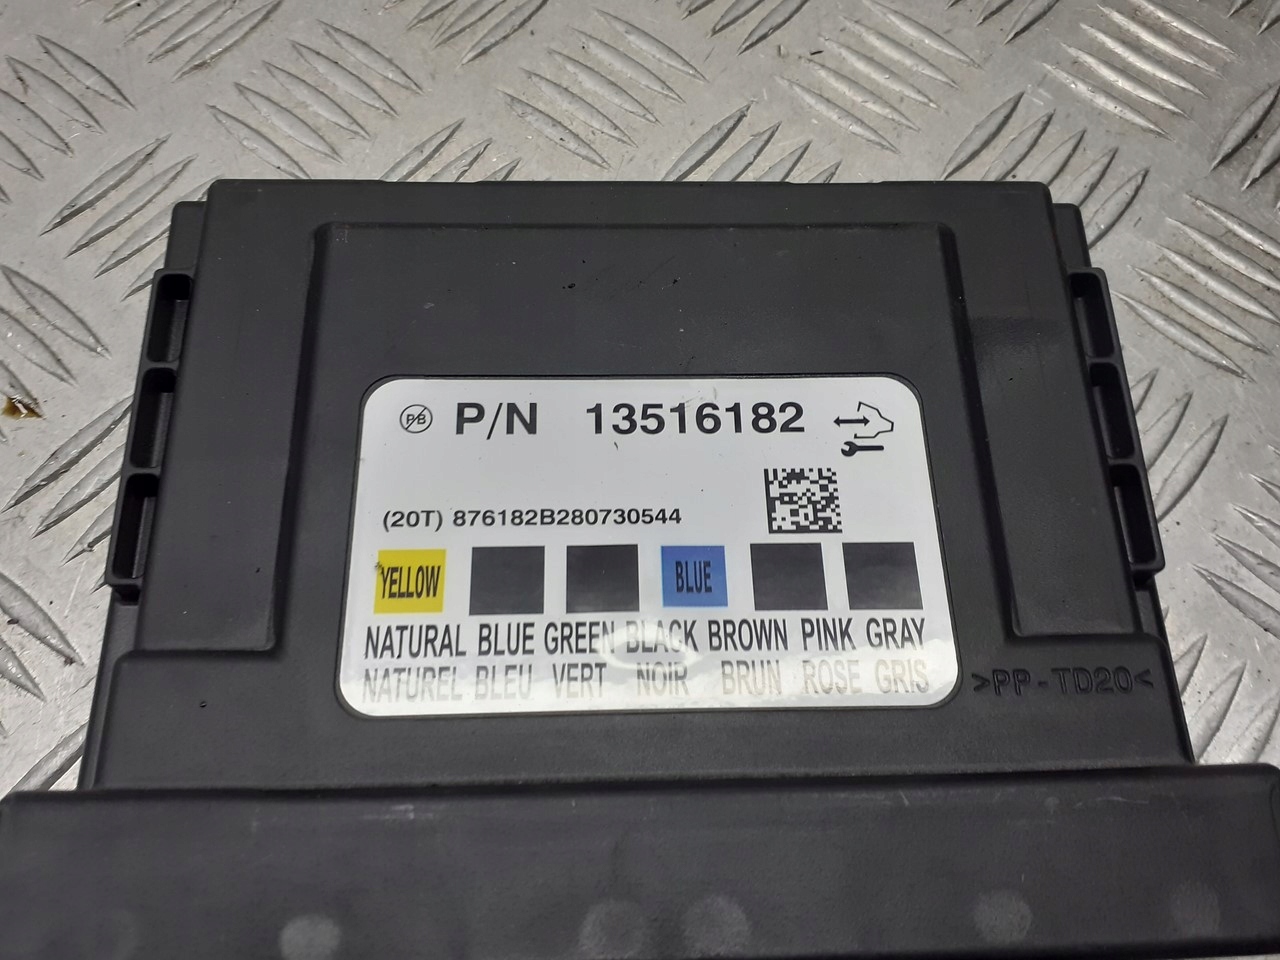 P/B P/N 13516182
(20T) 876182B280730544
YELLOW BLUE
NATURAL BLUE GREEN BLACK BROWN PINK GRAY
NATUREL BLEU VERT NOIR BRUN ROSE GRIS
>PP-TD20<